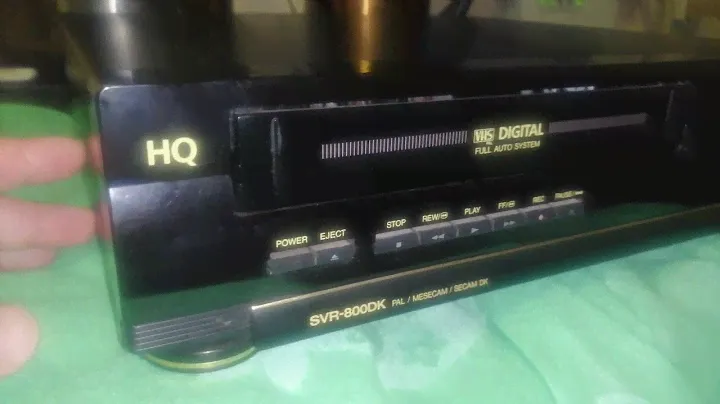 HQ
VHS DIGITAL
FULL AUTO SYSTEM
POWER EJECT
STOP REW PLAY FF REC PAUSE
SVR-800DK PAL / MESECAM / SECAM DK